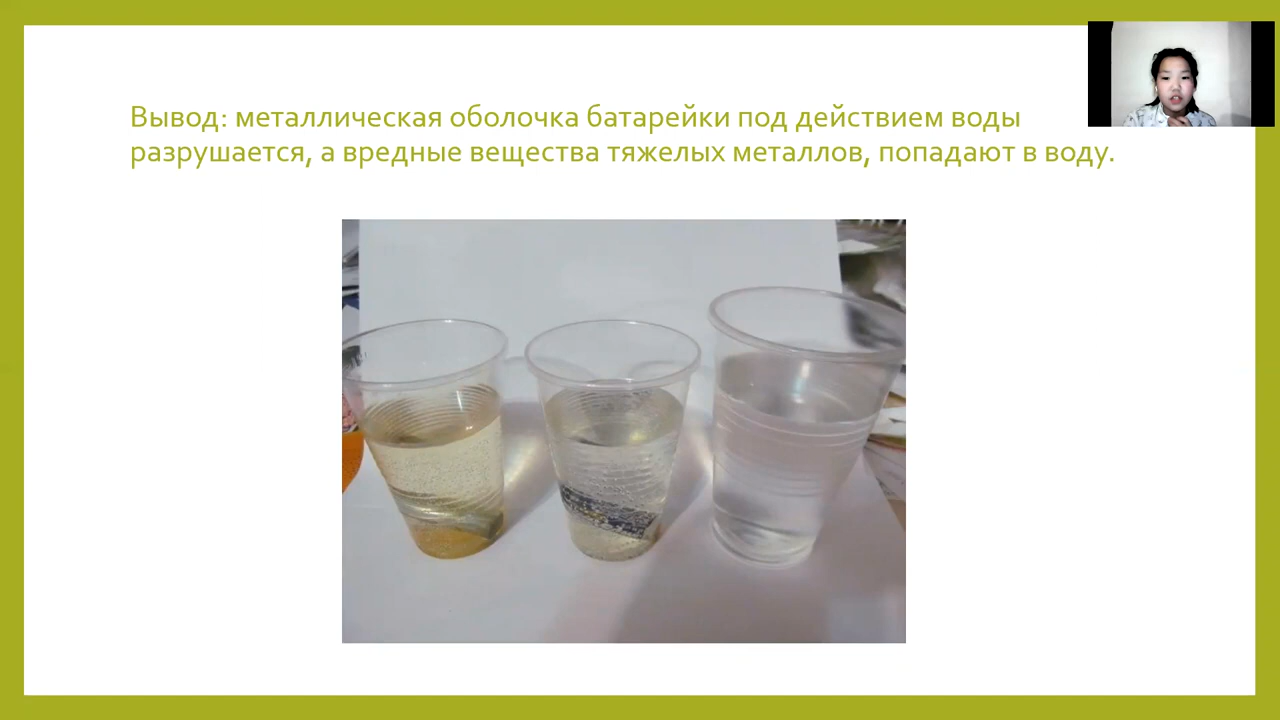 Вывод: металлическая оболочка батарейки под действием воды
разрушается, а вредные вещества тяжелых металлов, попадают в воду.